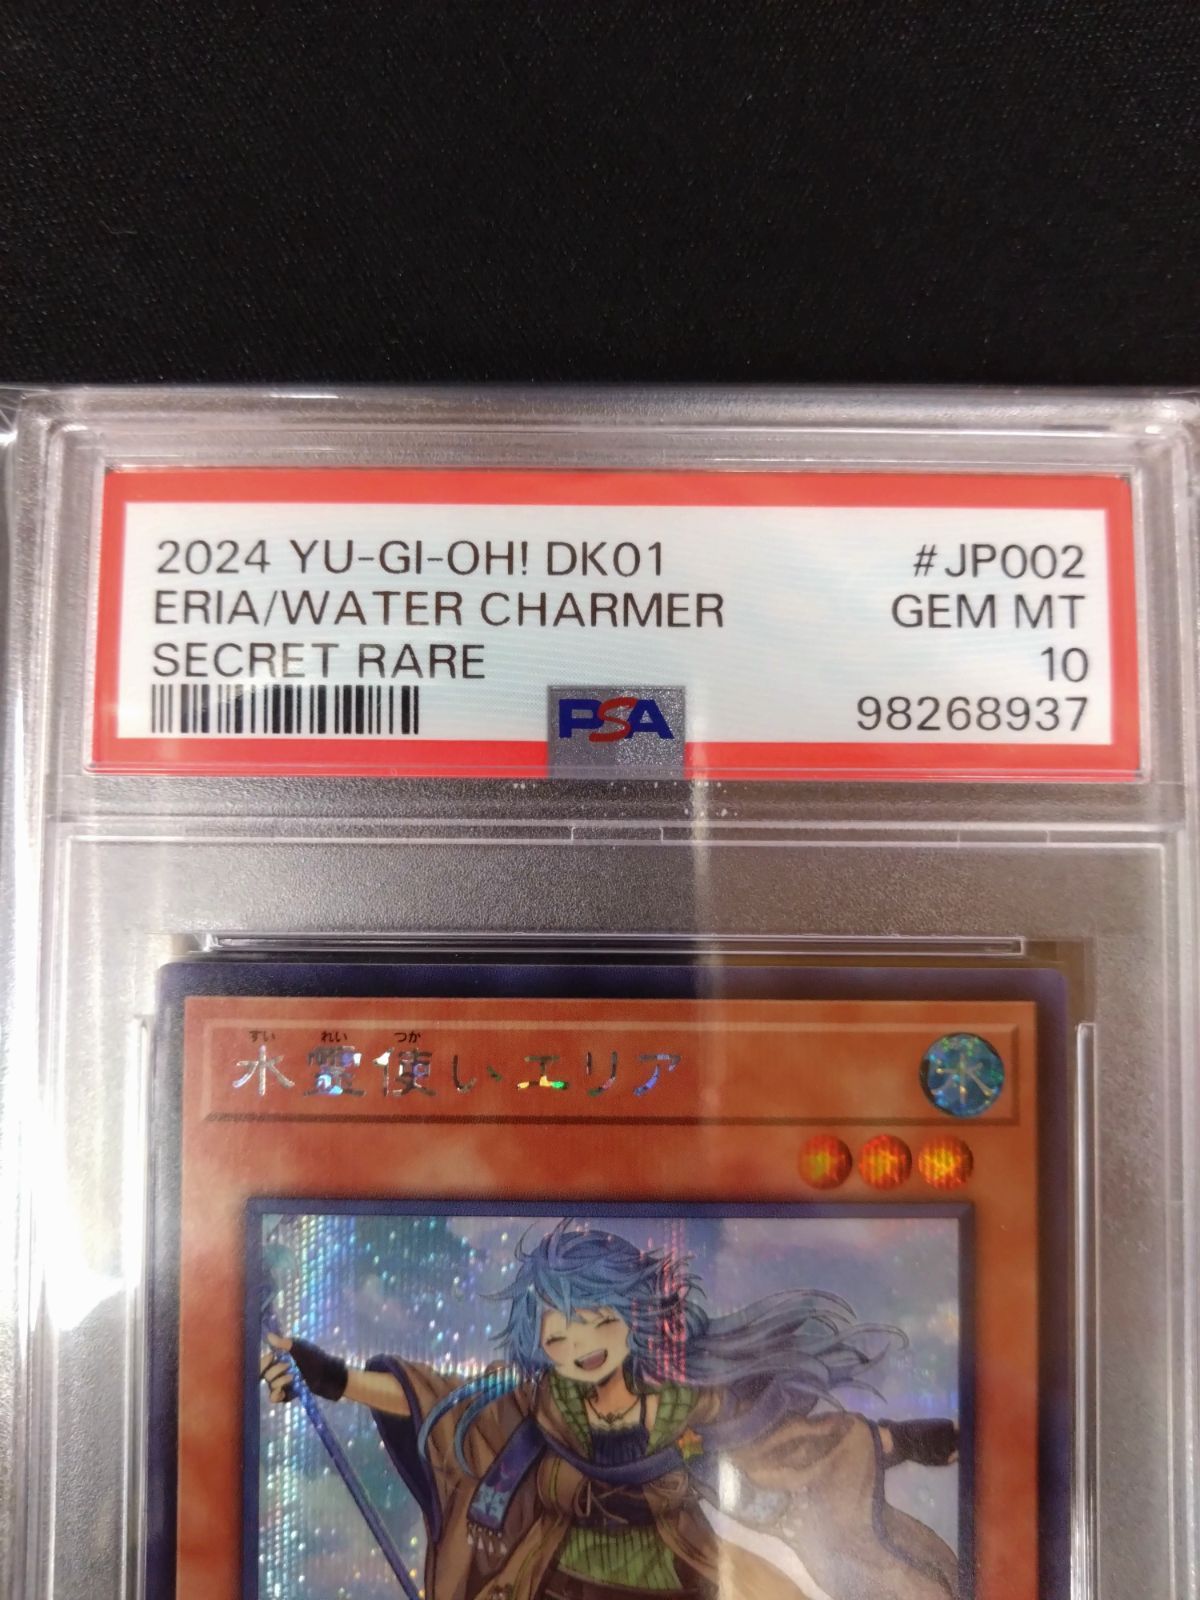 2024 YU-GI-OH! DK01 #JP002
ERIA/WATER CHARMER GEM MT
SECRET RARE 10
PSA 98268937
すい れい つか
水霊使いエリア 水